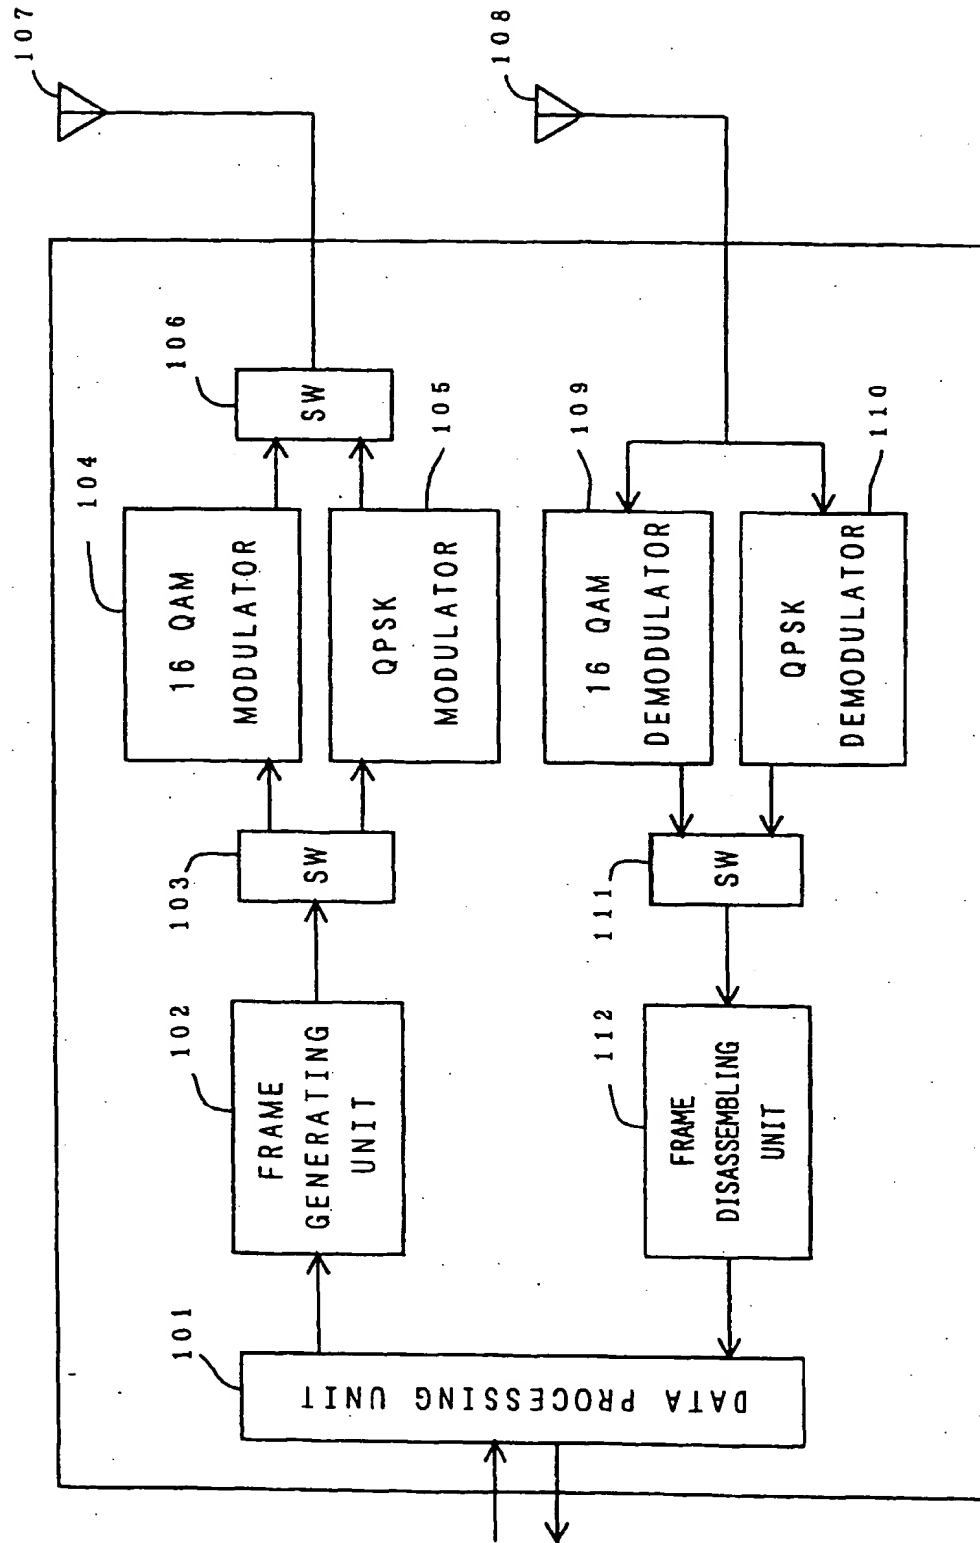 107
108
106
104
16 QAM
MODULATOR
SW
105
QPSK
MODULATOR
109
16 QAM
DEMODULATOR
110
QPSK
DEMODULATOR
103
SW
111
SW
102
FRAME
GENERATING
UNIT
112
FRAME
DISASSEMBLING
UNIT
101
DATA PROCESSING UNIT